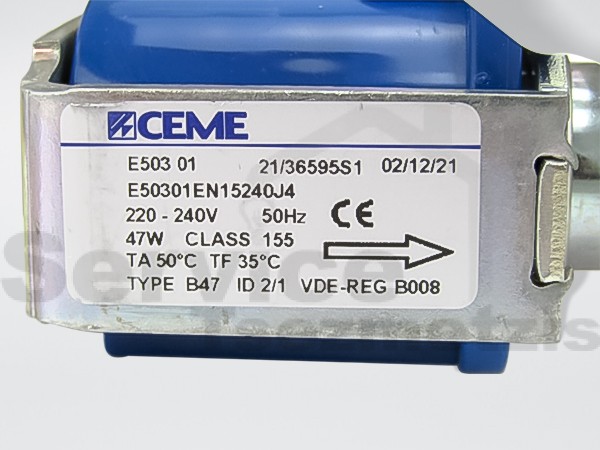 CEME
E503 01 21/36595S1 02/12/21
E50301EN15240J4
220 - 240V 50Hz CE
47W CLASS 155
TA 50°C TF 35°C
TYPE B47 ID 2/1 VDE-REG B008
Service